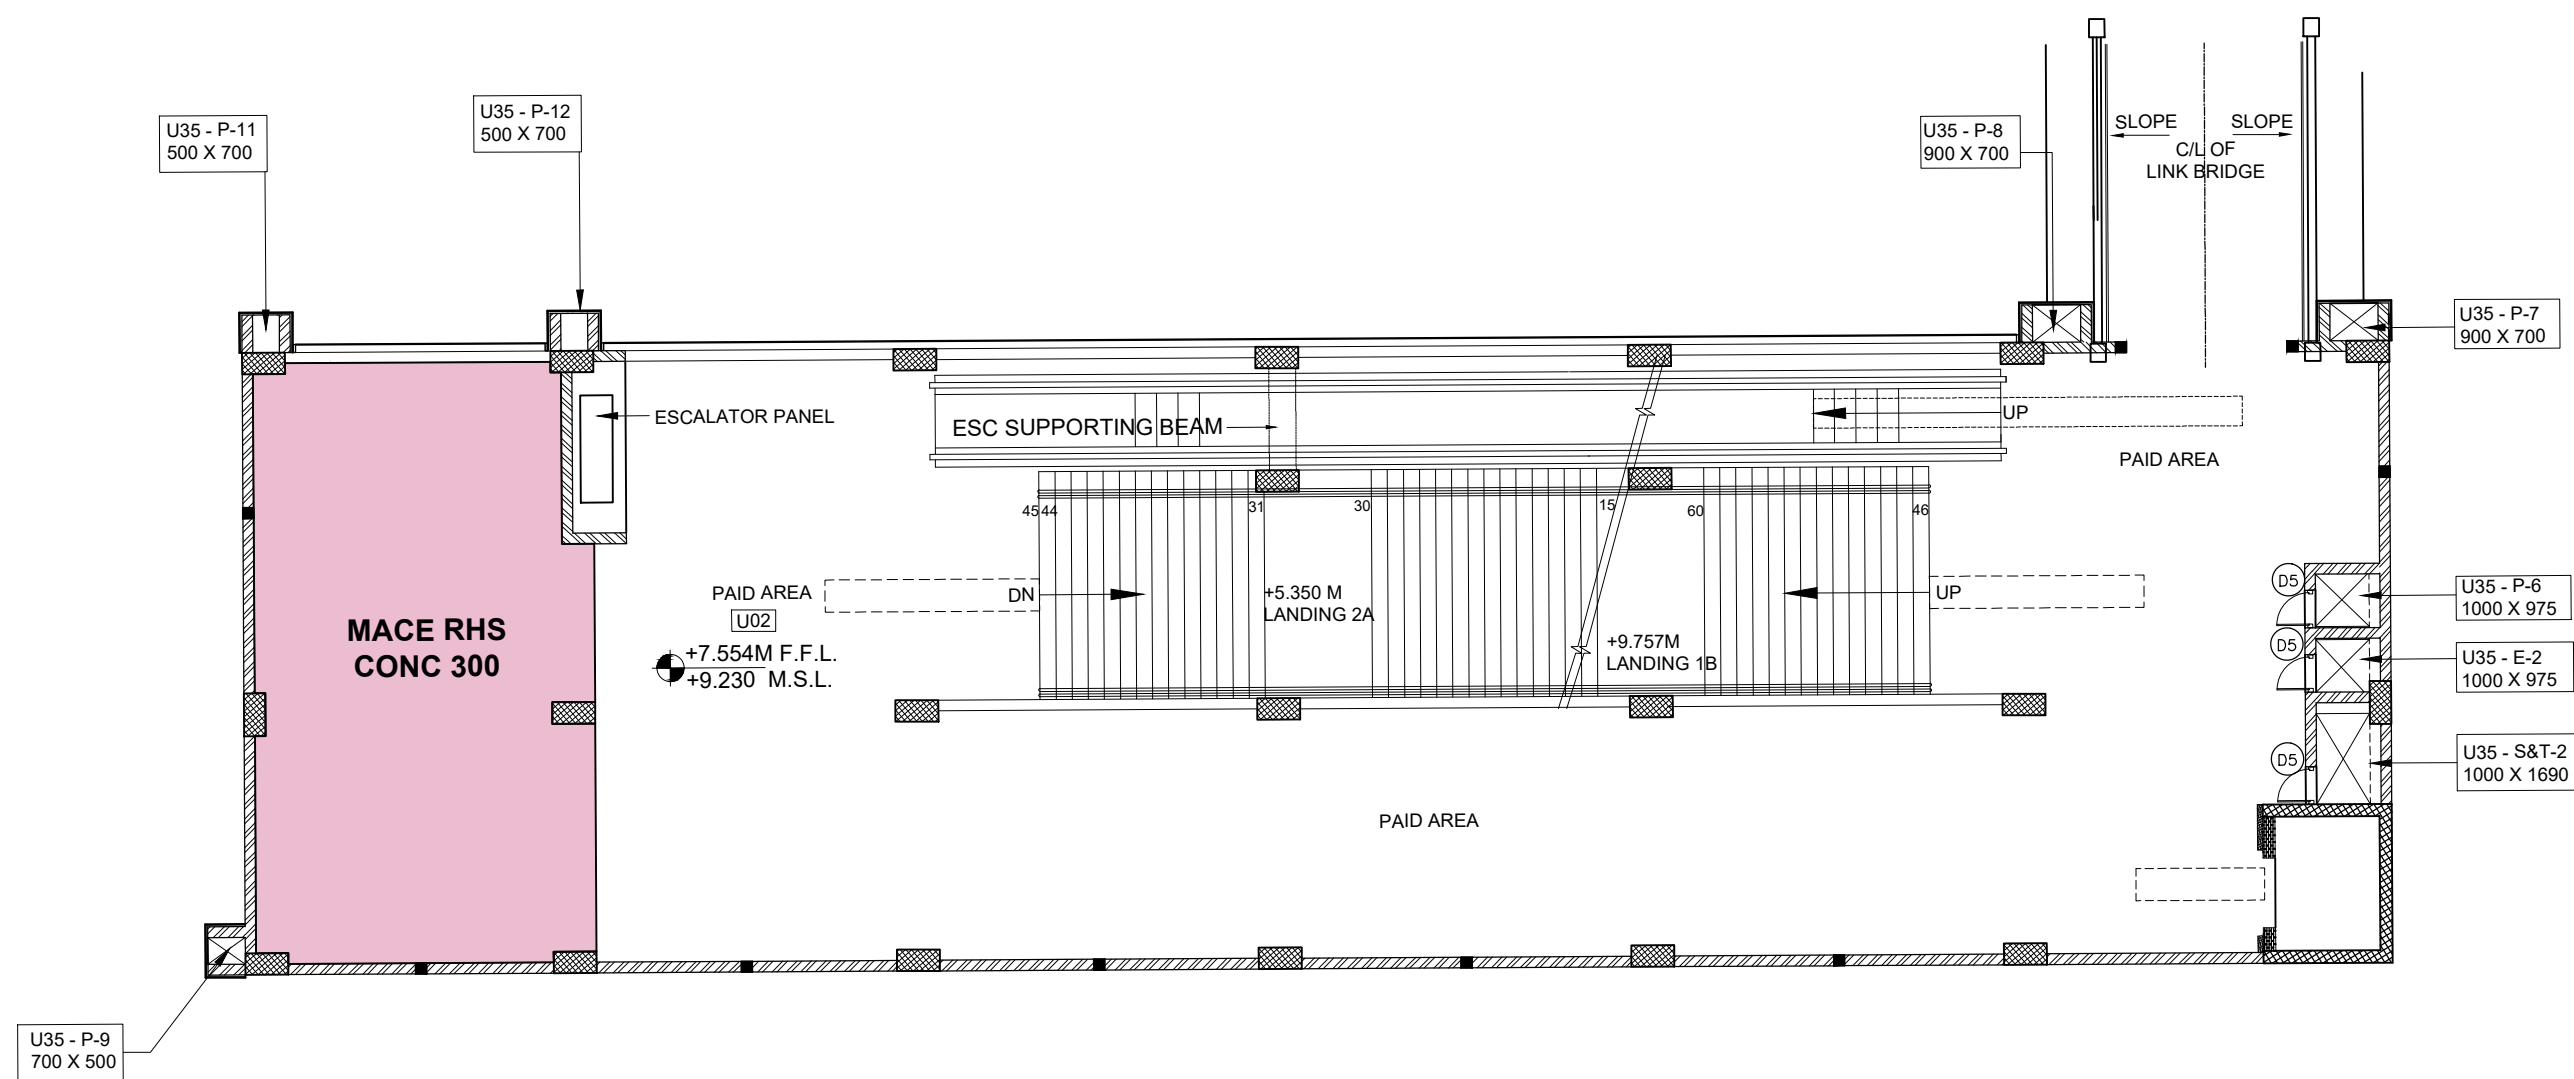 U35 - P-11
500 X 700
U35 - P-12
500 X 700
U35 - P-8
900 X 700
SLOPE
SLOPE
C/L OF
LINK BRIDGE
U35 - P-7
900 X 700
ESCALATOR PANEL
ESC SUPPORTING BEAM
UP
PAID AREA
45
44
31
30
15
60
46
PAID AREA
U02
+7.554M F.F.L.
+9.230 M.S.L.
DN
+5.350 M
LANDING 2A
+9.757M
LANDING 1B
UP
MACE RHS
CONC 300
D5
U35 - P-6
1000 X 975
D5
U35 - E-2
1000 X 975
D5
U35 - S&T-2
1000 X 1690
PAID AREA
U35 - P-9
700 X 500